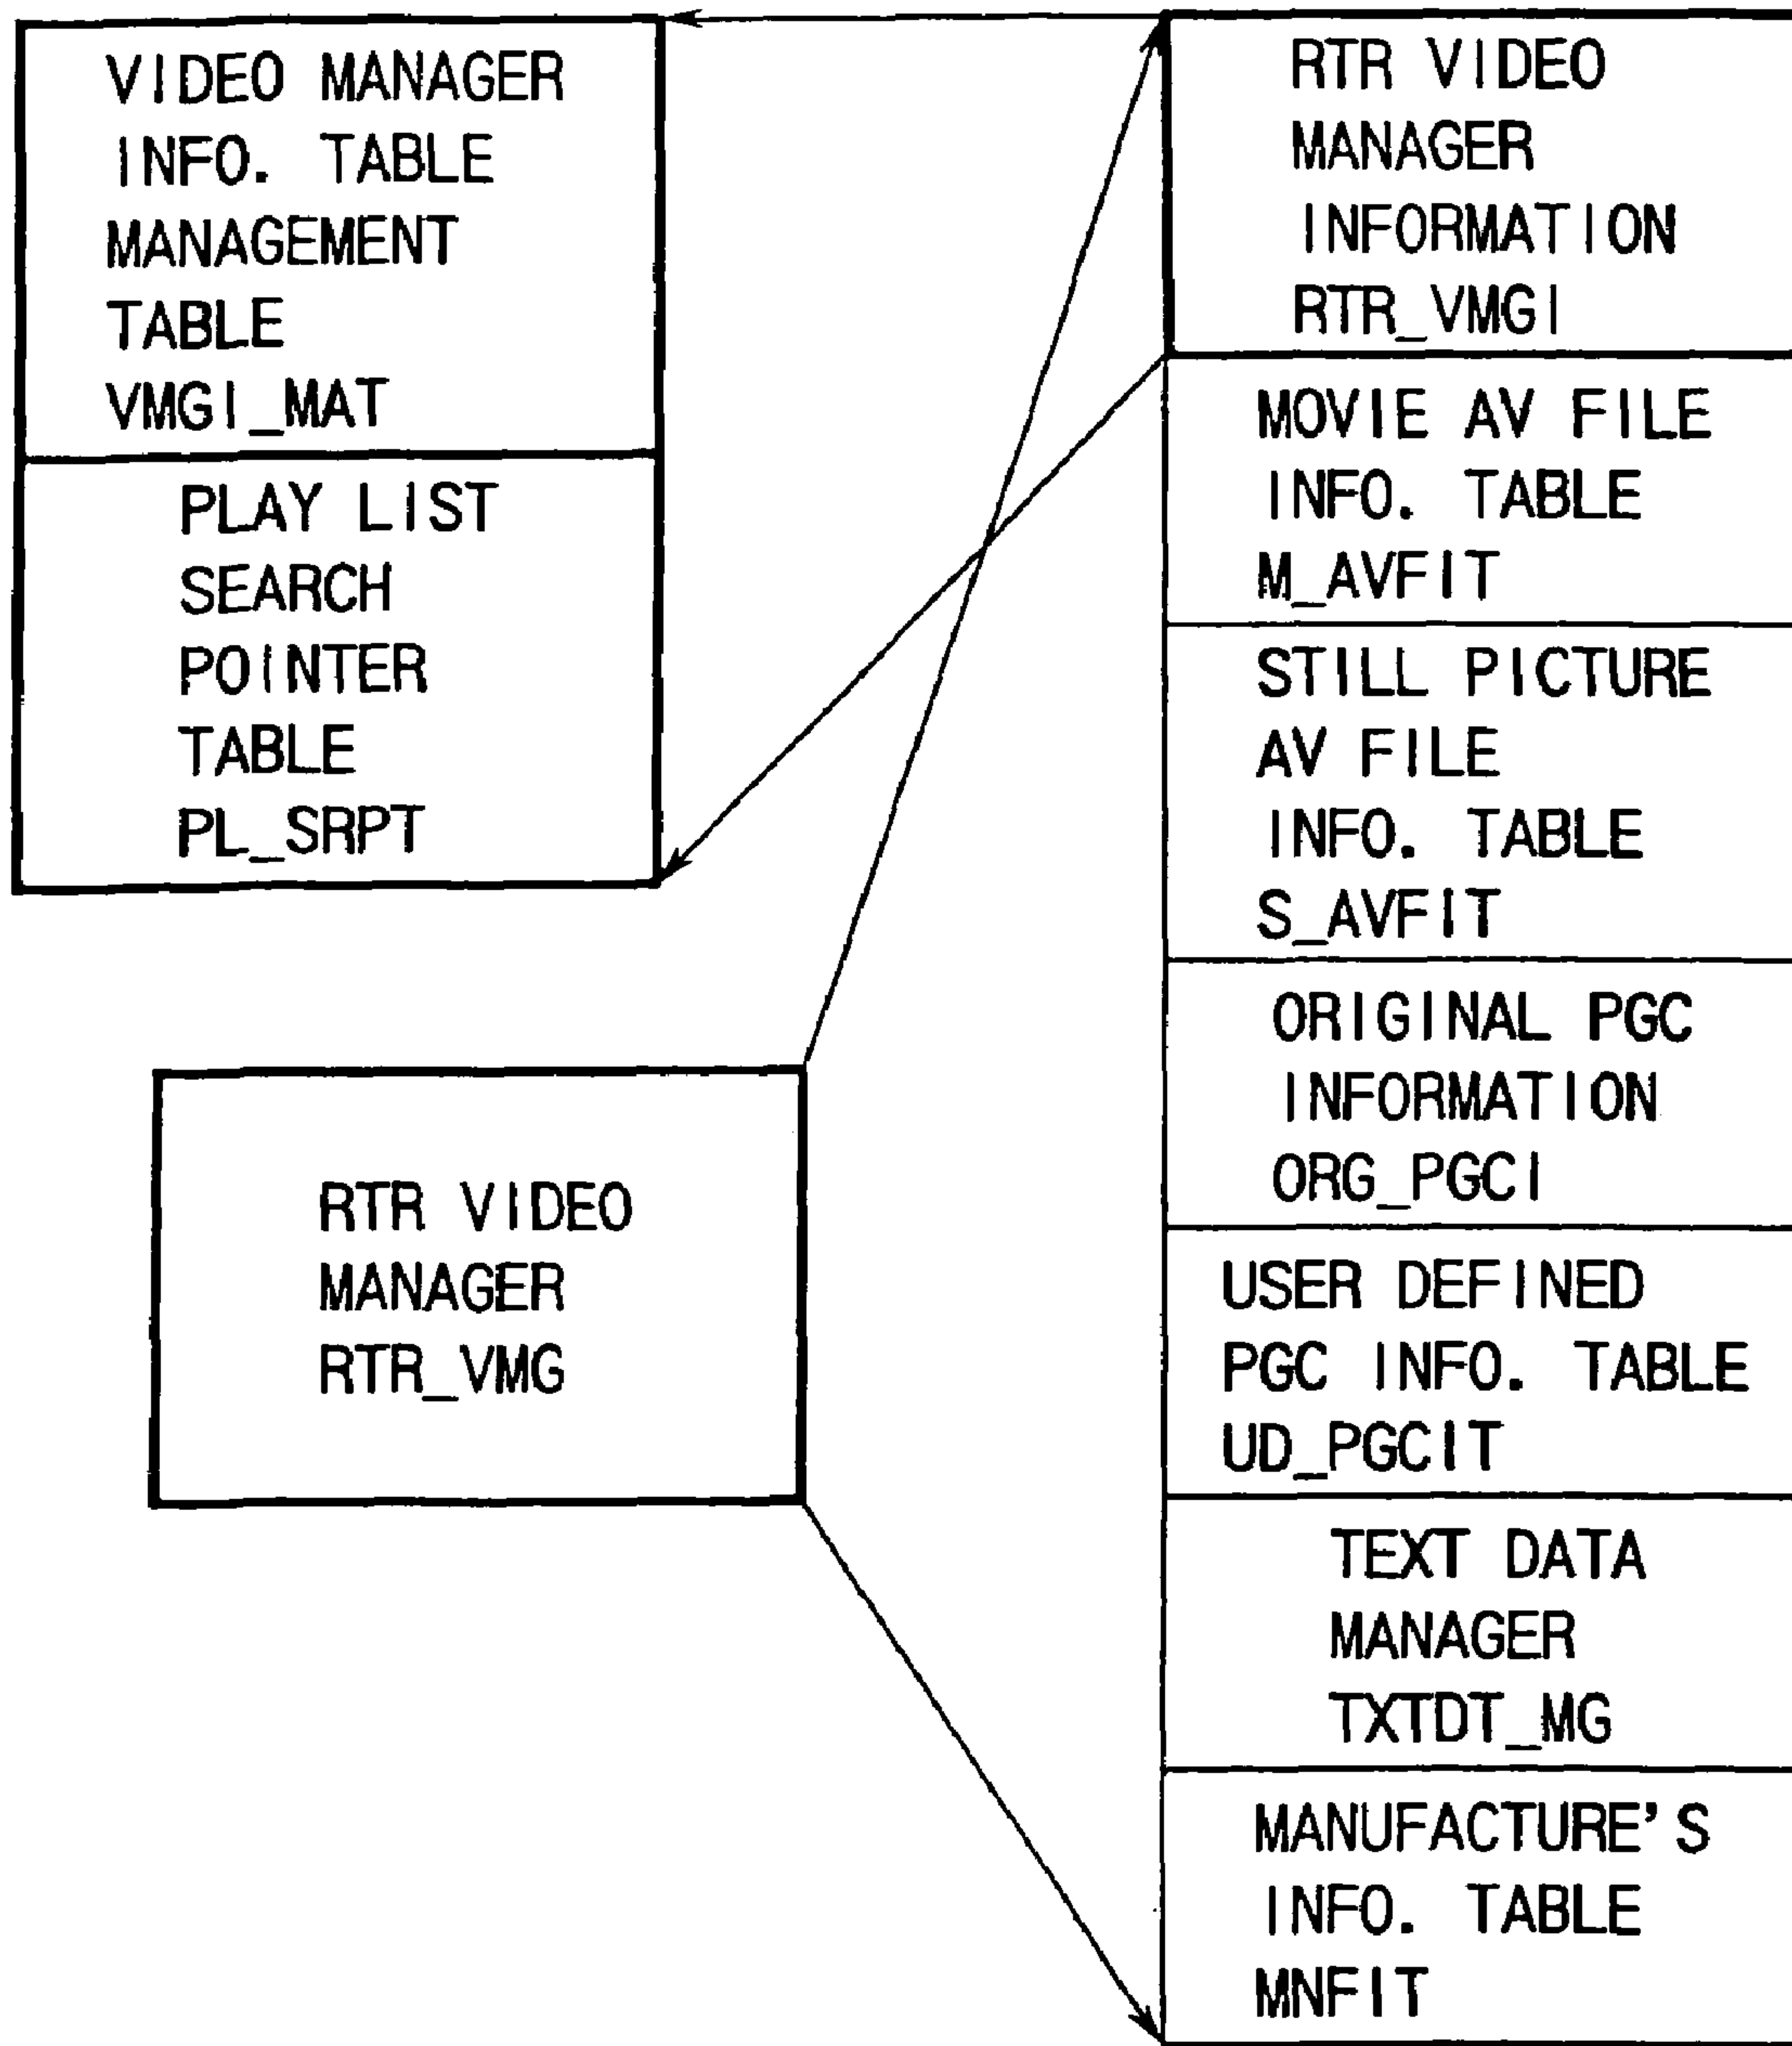 VIDEO MANAGER
INFO. TABLE
MANAGEMENT
TABLE
VMGI_MAT
PLAY LIST
SEARCH
POINTER
TABLE
PL_SRPT
RTR VIDEO
MANAGER
RTR_VMG
RTR VIDEO
MANAGER
INFORMATION
RTR_VMGI
MOVIE AV FILE
INFO. TABLE
M_AVFIT
STILL PICTURE
AV FILE
INFO. TABLE
S_AVFIT
ORIGINAL PGC
INFORMATION
ORG_PGCI
USER DEFINED
PGC INFO. TABLE
UD_PGCIT
TEXT DATA
MANAGER
TXTDT_MG
MANUFACTURE'S
INFO. TABLE
MNFIT